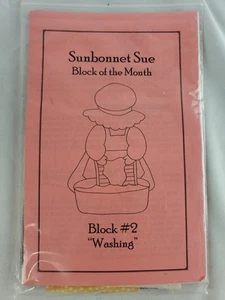 Sunbonnet Sue
Block of the Month
Block #2
"Washing"